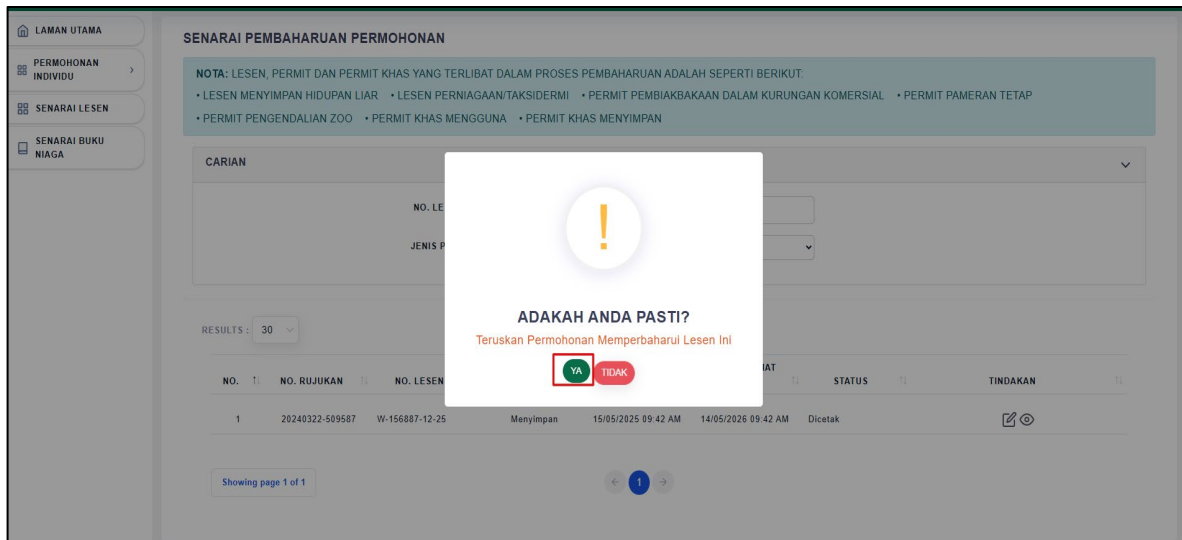 LAMAN UTAMA
PERMOHONAN
INDIVIDU
SENARAI LESEN
SENARAI BUKU
NIAGA
SENARAI PEMBAHARUAN PERMOHONAN
NOTA: LESEN, PERMIT DAN PERMIT KHAS YANG TERLIBAT DALAM PROSES PEMBAHARUAN ADALAH SEPERTI BERIKUT:
• LESEN MENYIMPAN HIDUPAN LIAR • LESEN PERNIAGAAN/TAKSIDERMI • PERMIT PEMBIAKBAKAAN DALAM KURUNGAN KOMERSIAL • PERMIT PAMERAN TETAP
• PERMIT PENGENDALIAN ZOO • PERMIT KHAS MENGGUNA • PERMIT KHAS MENYIMPAN
CARIAN
NO. LE
JENIS P
!
ADAKAH ANDA PASTI?
Teruskan Permohonan Memperbaharui Lesen Ini
YA TIDAK
RESULTS : 30
NO. NO. RUJUKAN NO. LESEN STATUS TINDAKAN
1 20240322-509587 W-156887-12-25 Menyimpan 15/05/2025 09:42 AM 14/05/2026 09:42 AM Dicetak
Showing page 1 of 1
← 1 →